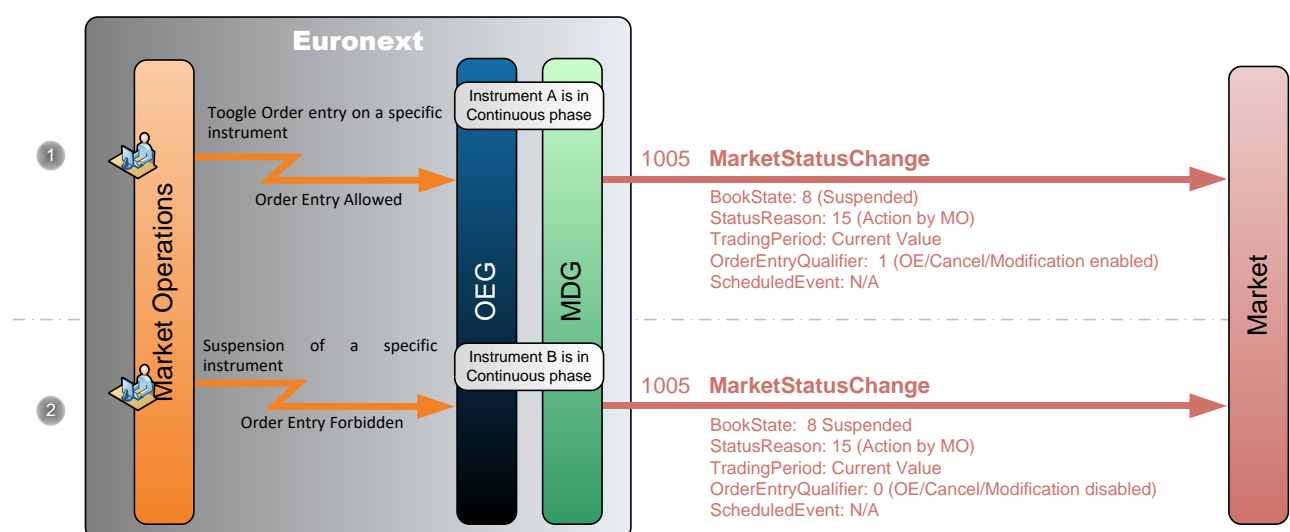 Euronext
Instrument A is in
Continuous phase
Toogle Order entry on a specific
instrument
1
1005 MarketStatusChange
Order Entry Allowed
BookState: 8 (Suspended)
StatusReason: 15 (Action by MO)
TradingPeriod: Current Value
OrderEntryQualifier: 1 (OE/Cancel/Modification enabled)
ScheduledEvent: N/A
Market Operations
OEG
MDG
Market
Suspension of a specific
instrument
Instrument B is in
Continuous phase
2
1005 MarketStatusChange
Order Entry Forbidden
BookState: 8 Suspended
StatusReason: 15 (Action by MO)
TradingPeriod: Current Value
OrderEntryQualifier: 0 (OE/Cancel/Modification disabled)
ScheduledEvent: N/A